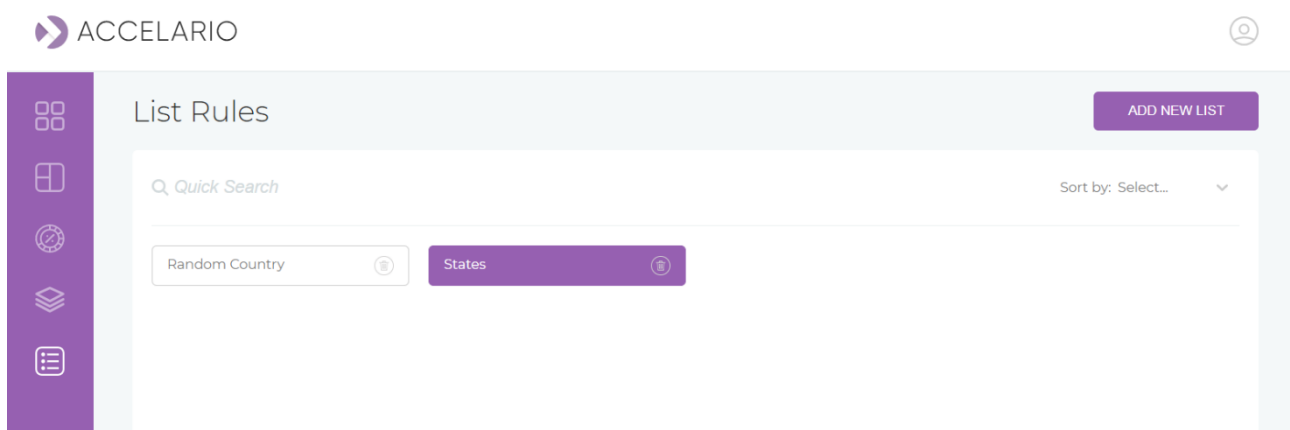 ACCELARIO
List Rules
ADD NEW LIST
Quick Search
Sort by: Select...
Random Country
States